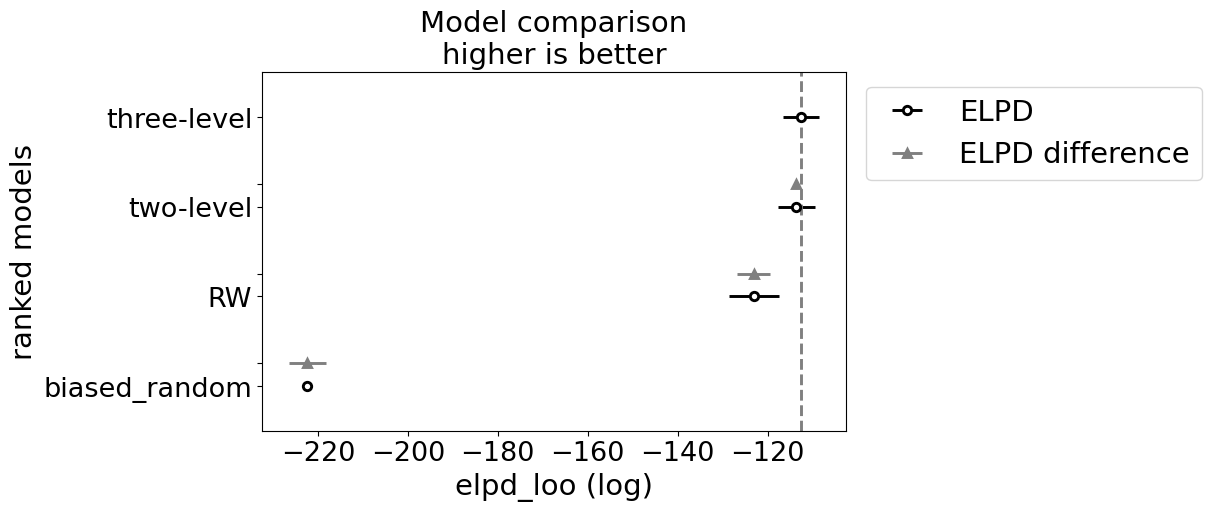 Model comparison
higher is better
ranked models
three-level
two-level
RW
biased_random
−220
−200
−180
−160
−140
−120
elpd_loo (log)
ELPD
ELPD difference